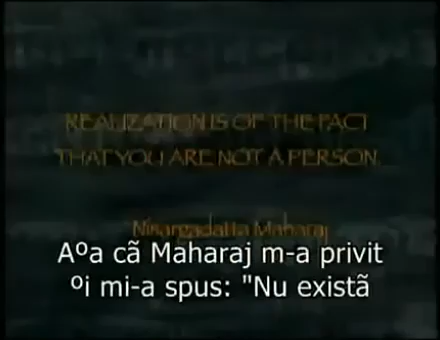 REALIZATION IS OF THE FACT
THAT YOU ARE NOT A PERSON.
Nisargadatta Maharaj
Aºa cã Maharaj m-a privit
ºi mi-a spus: "Nu existã